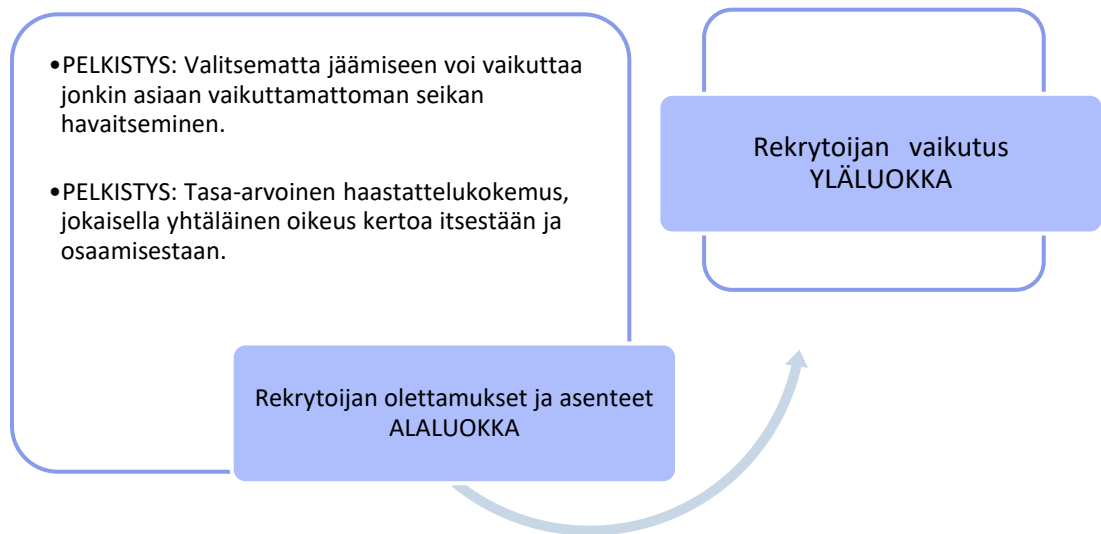 •PELKISTYS: Valitsematta jäämiseen voi vaikuttaa
jonkin asiaan vaikuttamattoman seikan
havaitseminen.
•PELKISTYS: Tasa-arvoinen haastattelukokemus,
jokaisella yhtäläinen oikeus kertoa itsestään ja
osaamisestaan.
Rekrytoijan olettamukset ja asenteet
ALALUOKKA
Rekrytoijan vaikutus
YLÄLUOKKA